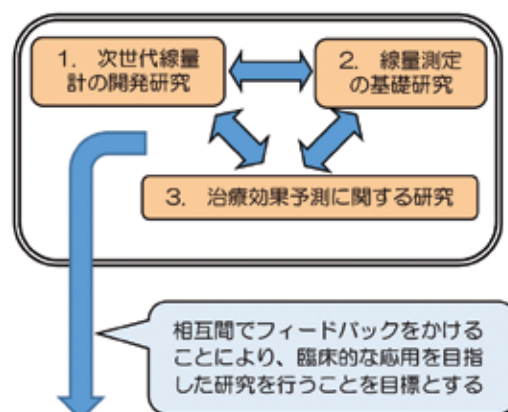 1. 次世代線量
計の開発研究
2. 線量測定
の基礎研究
3. 治療効果予測に関する研究
相互間でフィードバックをかける
ことにより、臨床的な応用を目指
した研究を行うことを目標とする